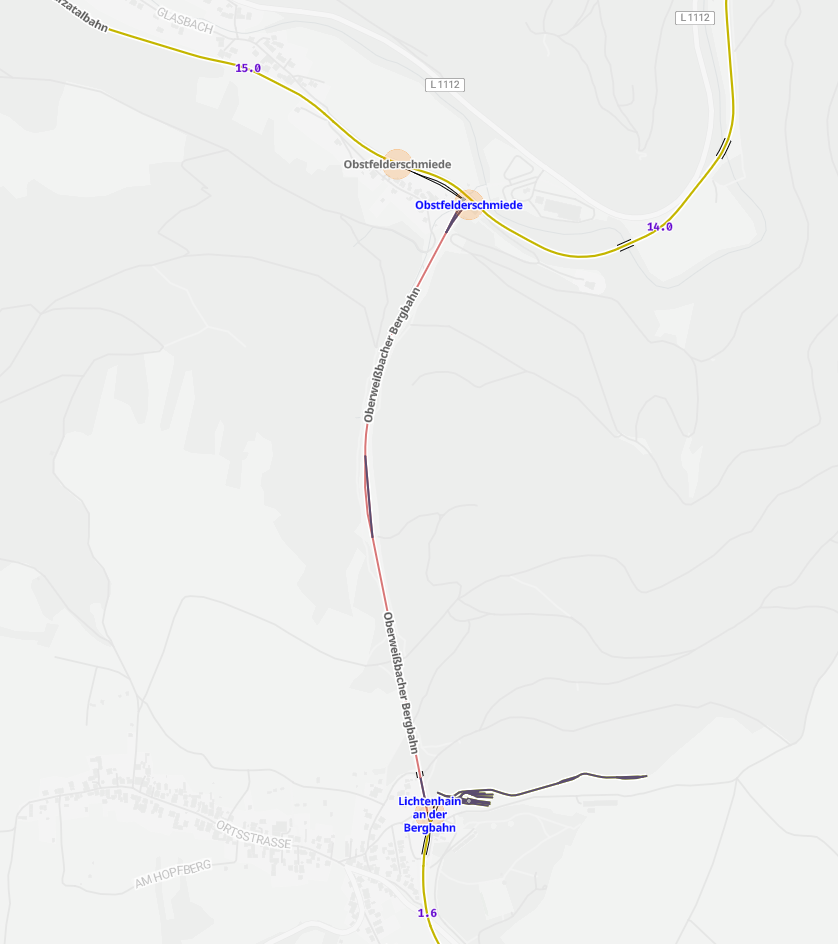 rzatalbahn
GLASBACH
L 1112
15.0
L 1112
Obstfelderschmiede
Obstfelderschmiede
14.0
Oberweißbacher Bergbahn
Oberweißbacher Bergbahn
Lichtenhain
an der
Bergbahn
ORTSSTRASSE
AM HOPFBERG
1.6